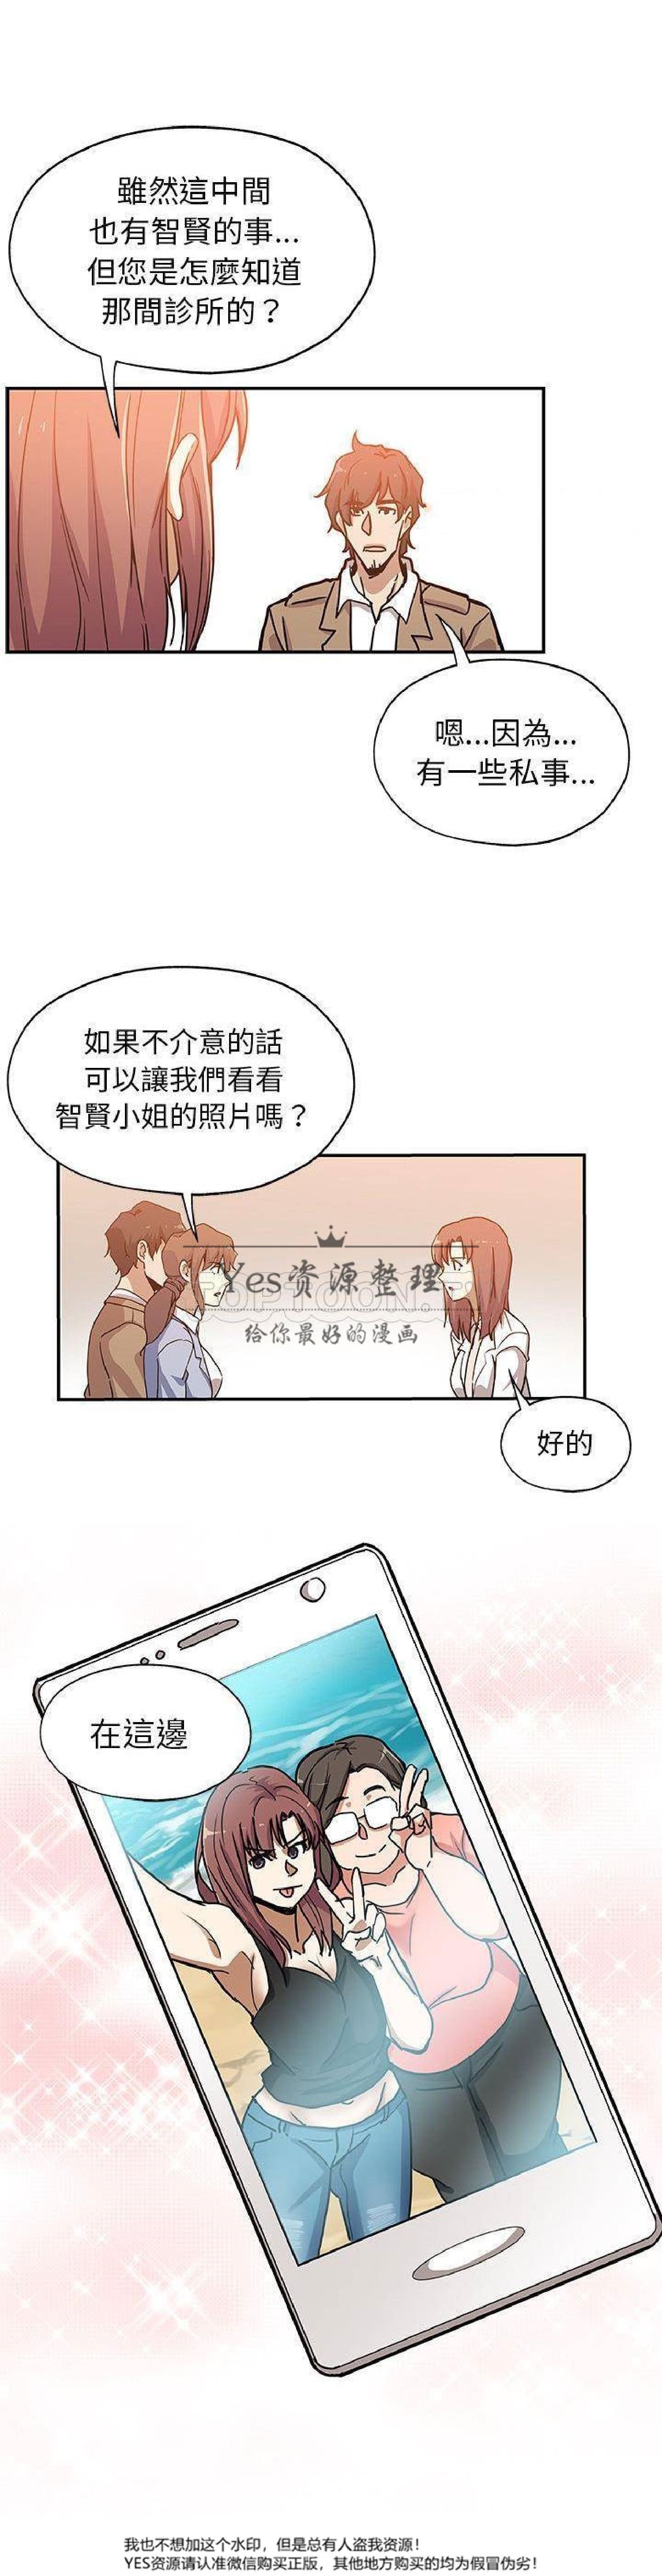 雖然這中間
也有智賢的事...
但您是怎麼知道
那間診所的？
嗯...因為...
有一些私事...
如果不介意的話
可以讓我們看看
智賢小姐的照片嗎？
Yes资源整理
TOPTOON.
给你最好的漫画
好的
在這邊
我也不想加这个水印，但是总有人盗我资源！
YES资源请认准微信购买正版，其他地方购买的均为假冒伪劣！